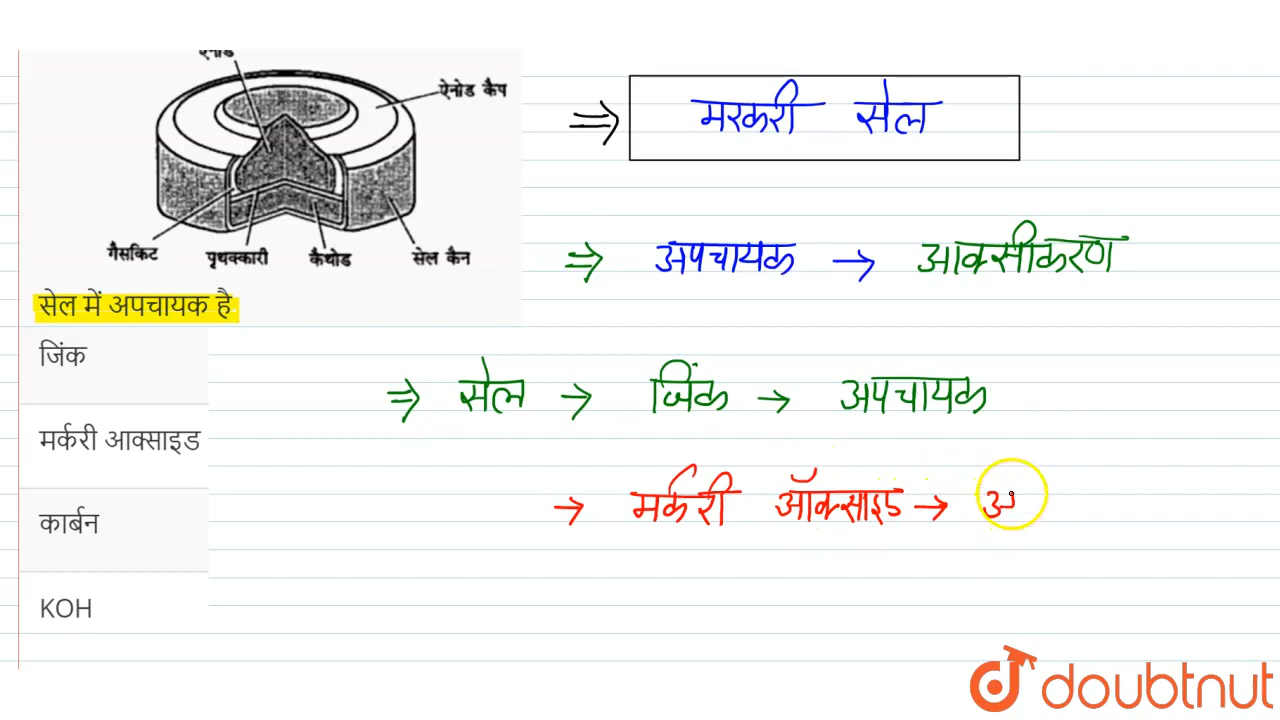 ऐनोड
ऐनोड कैप
गैसकिट
पृथक्कारी
कैथोड
सेल कैन
⇒ मरकरी सेल
⇒ अपचायक → आक्सीकरण
सेल में अपचायक है
जिंक
⇒ सेल → जिंक → अपचायक
मर्करी आक्साइड
→ मर्करी ऑक्साइड → अ
कार्बन
KOH
doubtnut